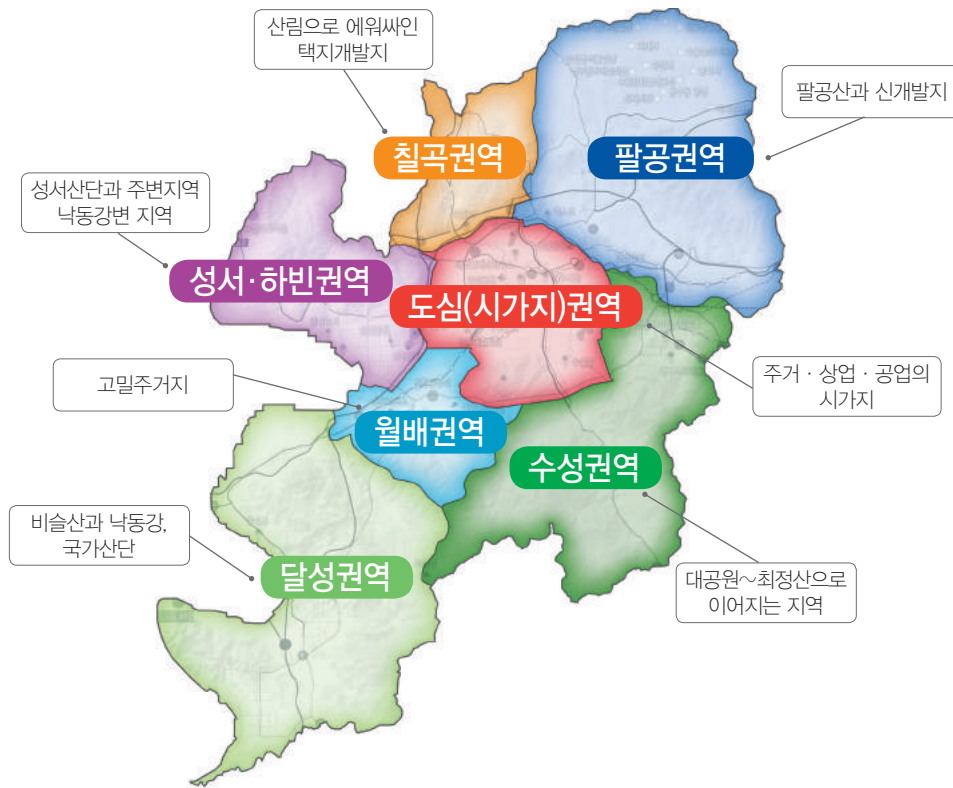 산림으로 에워싸인
택지개발지
팔공산과 신개발지
칠곡권역
팔공권역
성서산단과 주변지역
낙동강변 지역
성서·하빈권역
도심(시가지)권역
고밀주거지
주거·상업·공업의
시가지
월배권역
수성권역
비슬산과 낙동강,
국가산단
달성권역
대공원~최정산으로
이어지는 지역